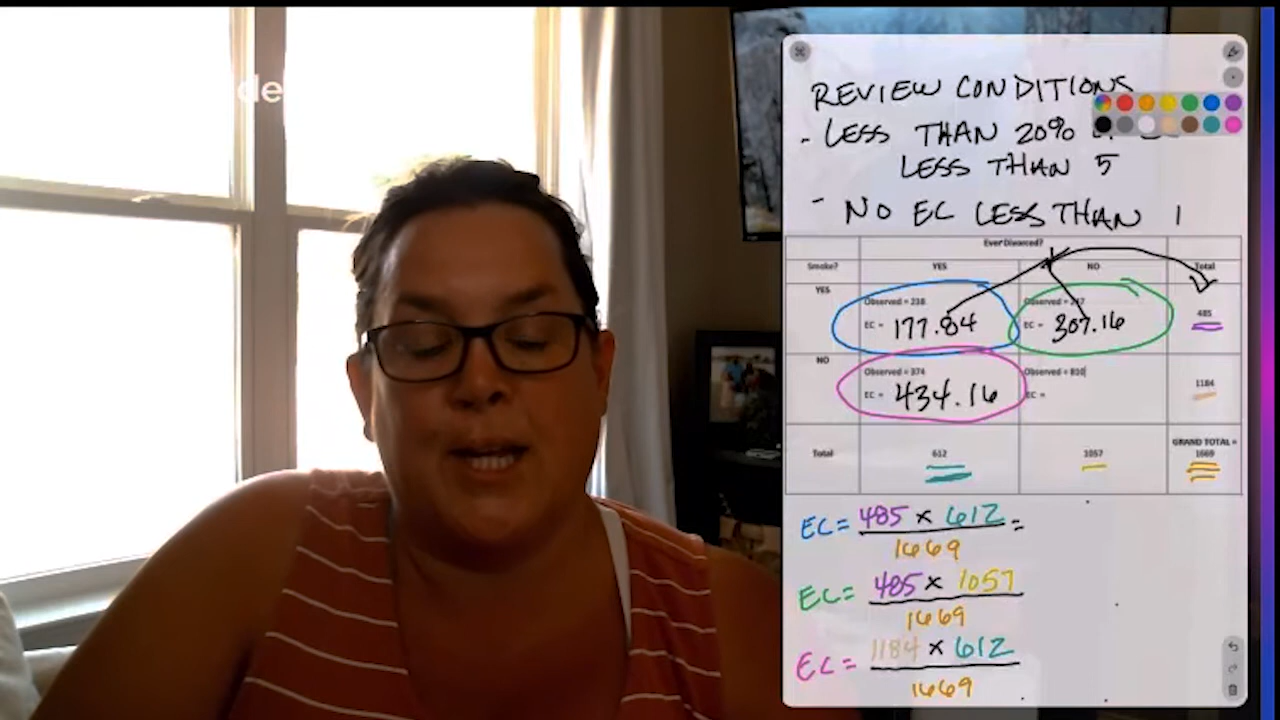 de
REVIEW CONDITIONS
- LESS THAN 20%
LESS THAN 5
- NO EC LESS THAN 1
Ever Divorced?
Smoke? YES NO Total
YES Observed = 238 Observed = 247
EC = 177.84 EC = 307.16 485
NO Observed = 374 Observed = 810
EC = 434.16 EC = 1184
Total 612 1057 GRAND TOTAL =
1669
EC = 485 × 612 =
1669
EC = 485 × 1057
1669
EC = 1184 × 612
1669